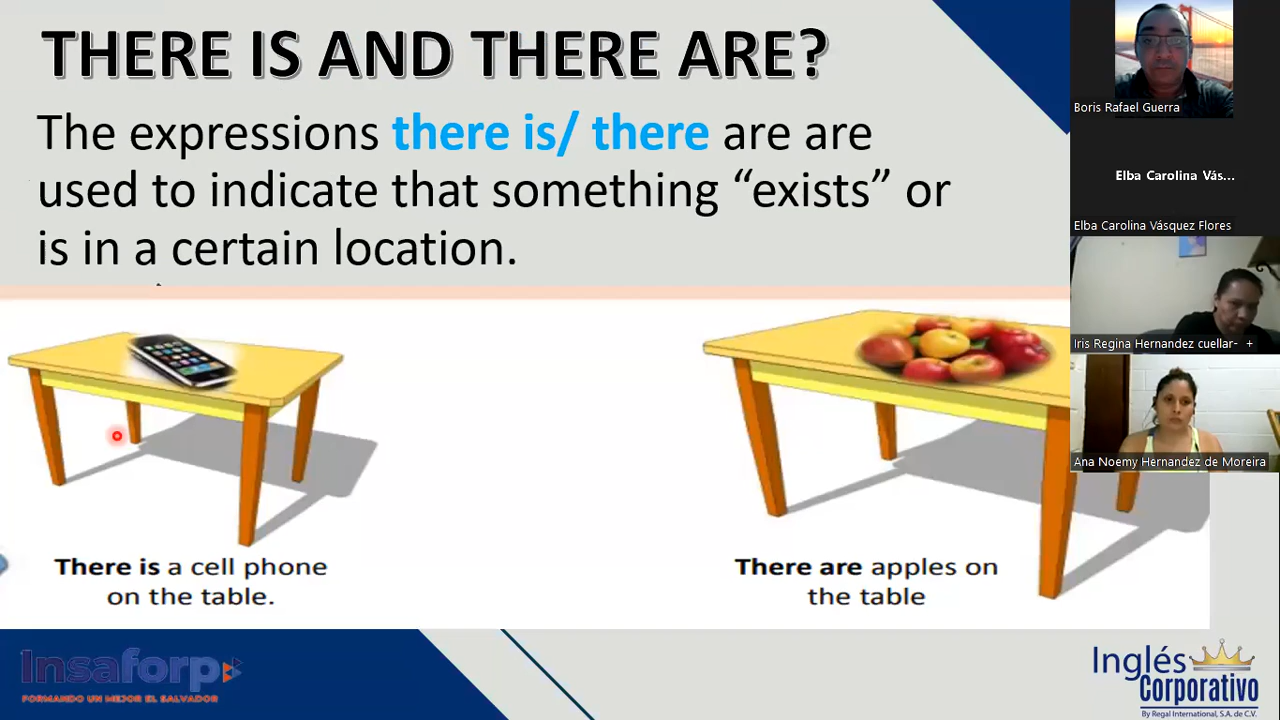 THERE IS AND THERE ARE?
The expressions there is/ there are are
used to indicate that something “exists” or
is in a certain location.
There is a cell phone
on the table.
There are apples on
the table
Insaforp
FORMANDO UN MEJOR EL SALVADOR
Inglés
Corporativo
By Regal International, S.A. de C.V.
Boris Rafael Guerra
Elba Carolina Vás...
Elba Carolina Vásquez Flores
Iris Regina Hernandez cuellar- +
Ana Noemy Hernandez de Moreira